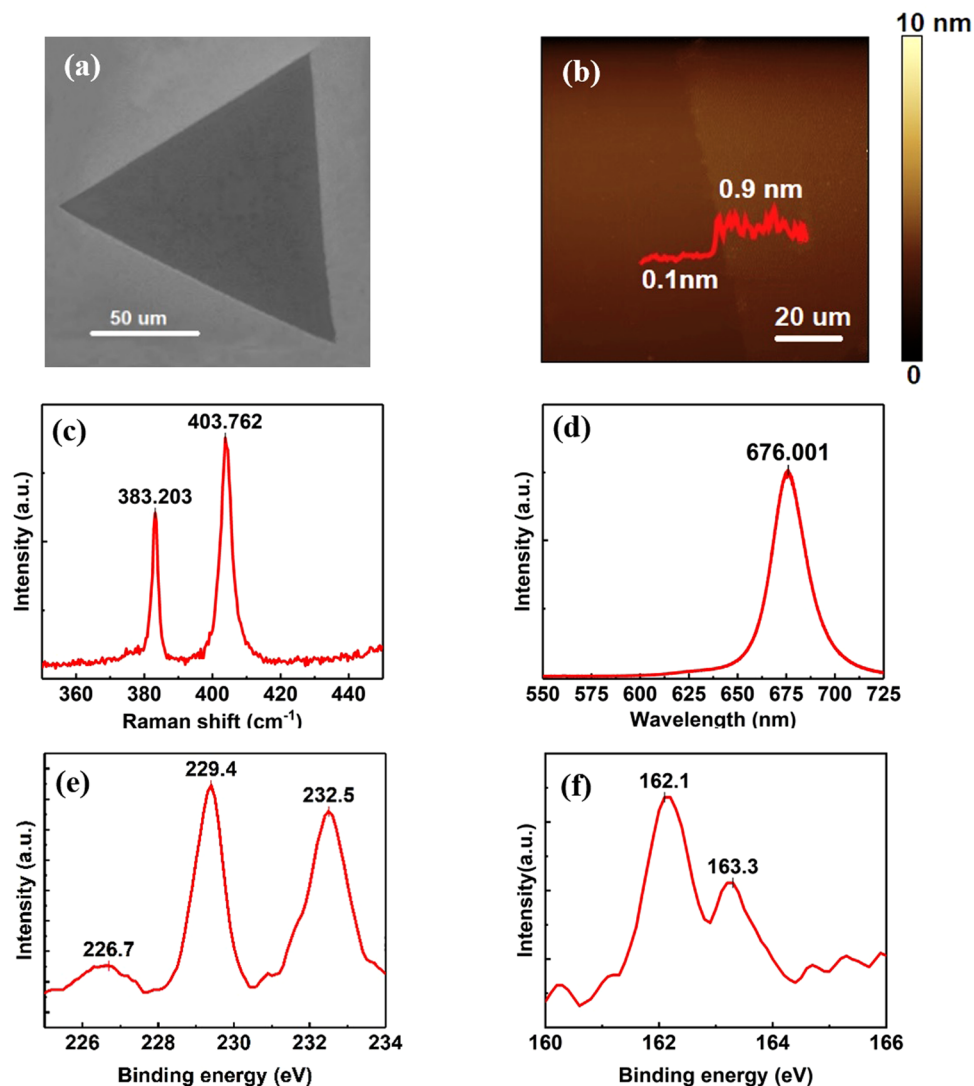 (a)
50 um
(b)
10 nm
0.9 nm
0.1nm
20 um
0
(c)
403.762
383.203
Intensity (a.u.)
360 380 400 420 440
Raman shift (cm⁻¹)
(d)
676.001
Intensity (a.u.)
550 575 600 625 650 675 700 725
Wavelength (nm)
(e)
229.4
232.5
226.7
Intensity(a.u.)
226 228 230 232 234
Binding energy (eV)
(f)
162.1
163.3
Intensity(a.u.)
160 162 164 166
Binding energy (eV)